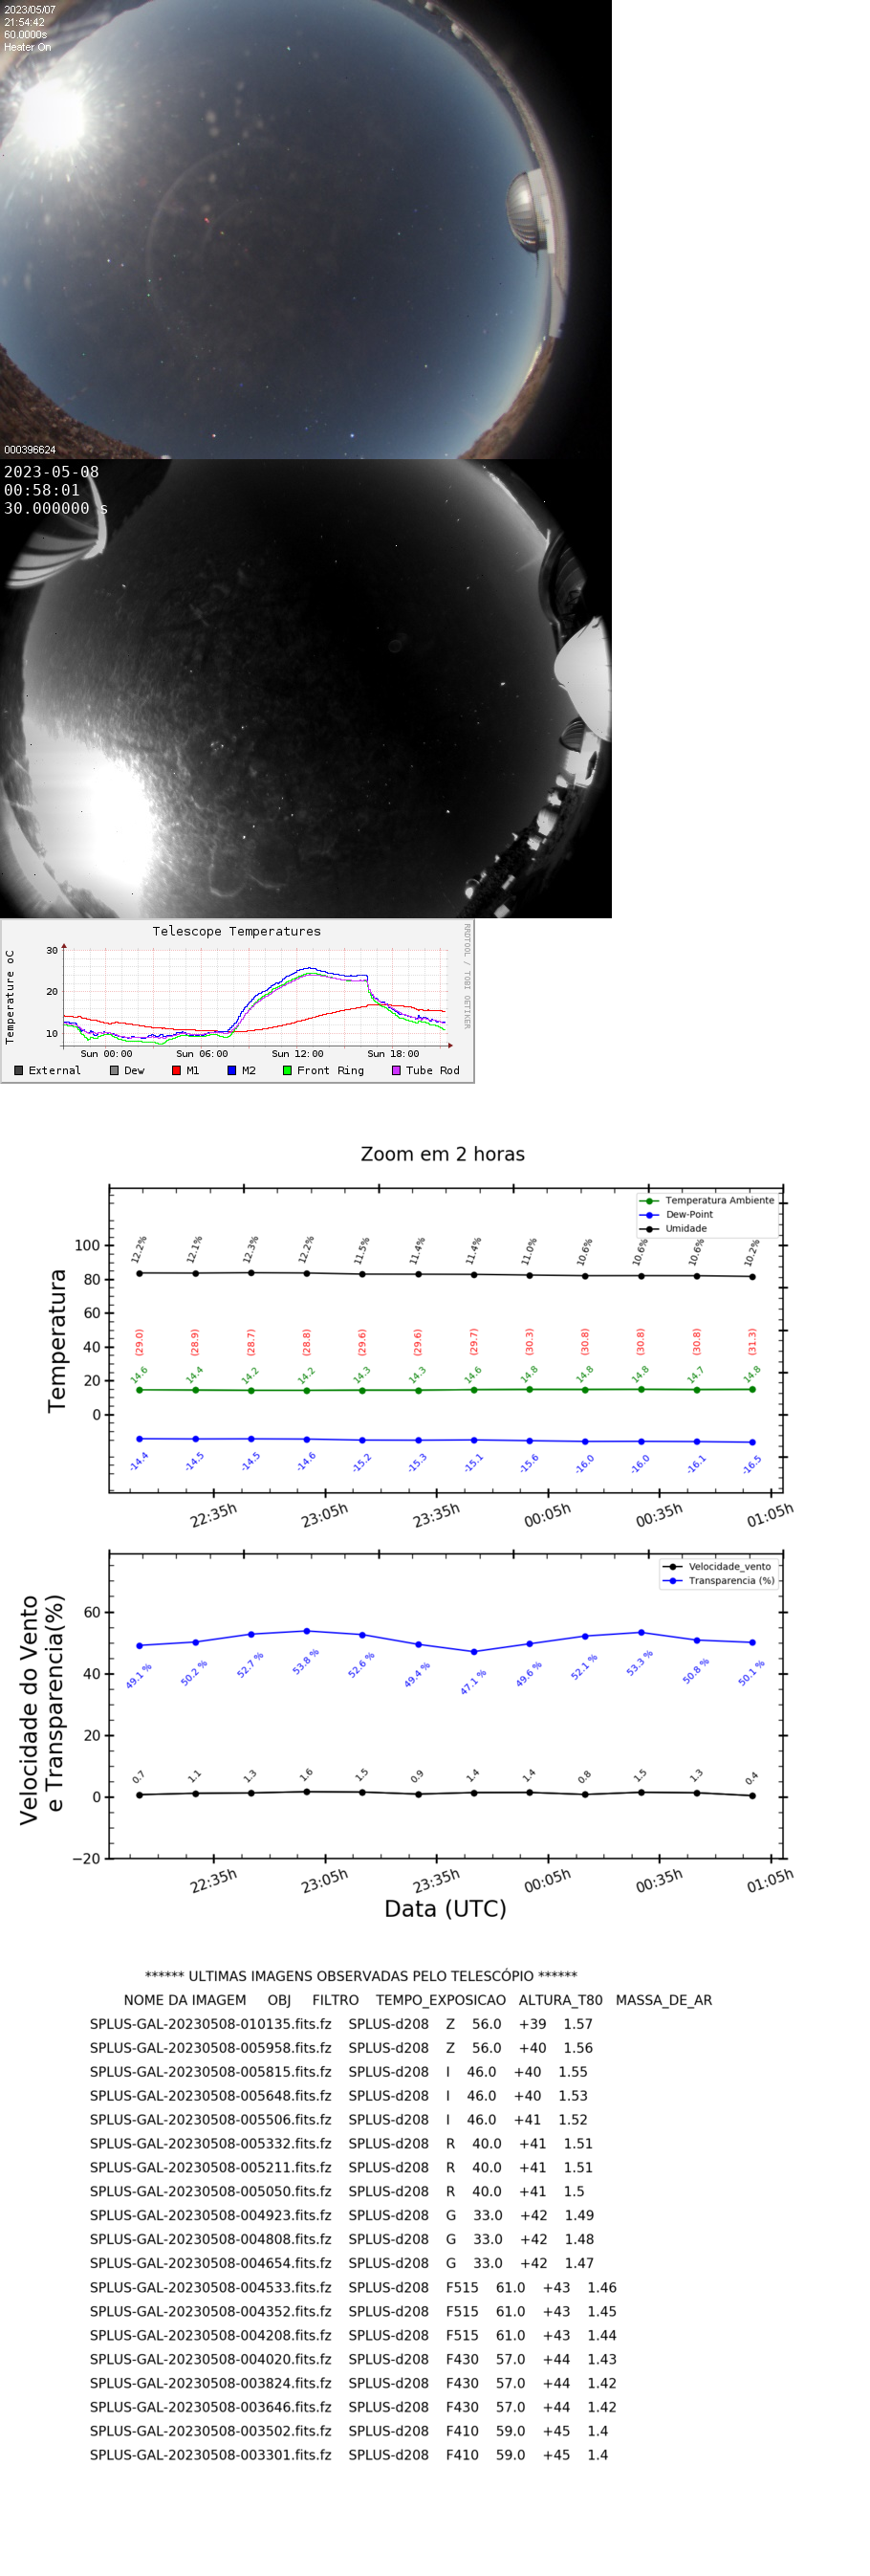 2023/05/07
21:54:42
60.0000s
Heater On
000396624
2023-05-08
00:58:01
30.000000 s
Telescope Temperatures
RRDTOOL / TOBI OETIKER
Temperature oC
30
20
10
Sun 00:00 Sun 06:00 Sun 12:00 Sun 18:00
External Dew M1 M2 Front Ring Tube Rod
Zoom em 2 horas
Temperatura Ambiente
Dew-Point
Umidade
Temperatura
100
80
60
40
20
0
12.2% 12.1% 12.3% 12.2% 11.5% 11.4% 11.4% 11.0% 10.6% 10.6% 10.6% 10.2%
(29.0) (28.9) (28.7) (28.8) (29.6) (29.6) (29.7) (30.3) (30.8) (30.8) (30.8) (31.3)
14.6 14.4 14.2 14.2 14.3 14.3 14.6 14.8 14.8 14.8 14.7 14.8
-14.4 -14.5 -14.5 -14.6 -15.2 -15.3 -15.1 -15.6 -16.0 -16.0 -16.1 -16.5
22:35h 23:05h 23:35h 00:05h 00:35h 01:05h
Velocidade_vento
Transparencia (%)
Velocidade do Vento
e Transparencia(%)
60
40
20
0
−20
49.1 % 50.2 % 52.7 % 53.8 % 52.6 % 49.4 % 47.1 % 49.6 % 52.1 % 53.3 % 50.8 % 50.1 %
0.7 1.1 1.3 1.6 1.5 0.9 1.4 1.4 0.8 1.5 1.3 0.4
22:35h 23:05h 23:35h 00:05h 00:35h 01:05h
Data (UTC)
****** ULTIMAS IMAGENS OBSERVADAS PELO TELESCÓPIO ******
NOME DA IMAGEM OBJ FILTRO TEMPO_EXPOSICAO ALTURA_T80 MASSA_DE_AR
SPLUS-GAL-20230508-010135.fits.fz SPLUS-d208 Z 56.0 +39 1.57
SPLUS-GAL-20230508-005958.fits.fz SPLUS-d208 Z 56.0 +40 1.56
SPLUS-GAL-20230508-005815.fits.fz SPLUS-d208 I 46.0 +40 1.55
SPLUS-GAL-20230508-005648.fits.fz SPLUS-d208 I 46.0 +40 1.53
SPLUS-GAL-20230508-005506.fits.fz SPLUS-d208 I 46.0 +41 1.52
SPLUS-GAL-20230508-005332.fits.fz SPLUS-d208 R 40.0 +41 1.51
SPLUS-GAL-20230508-005211.fits.fz SPLUS-d208 R 40.0 +41 1.51
SPLUS-GAL-20230508-005050.fits.fz SPLUS-d208 R 40.0 +41 1.5
SPLUS-GAL-20230508-004923.fits.fz SPLUS-d208 G 33.0 +42 1.49
SPLUS-GAL-20230508-004808.fits.fz SPLUS-d208 G 33.0 +42 1.48
SPLUS-GAL-20230508-004654.fits.fz SPLUS-d208 G 33.0 +42 1.47
SPLUS-GAL-20230508-004533.fits.fz SPLUS-d208 F515 61.0 +43 1.46
SPLUS-GAL-20230508-004352.fits.fz SPLUS-d208 F515 61.0 +43 1.45
SPLUS-GAL-20230508-004208.fits.fz SPLUS-d208 F515 61.0 +43 1.44
SPLUS-GAL-20230508-004020.fits.fz SPLUS-d208 F430 57.0 +44 1.43
SPLUS-GAL-20230508-003824.fits.fz SPLUS-d208 F430 57.0 +44 1.42
SPLUS-GAL-20230508-003646.fits.fz SPLUS-d208 F430 57.0 +44 1.42
SPLUS-GAL-20230508-003502.fits.fz SPLUS-d208 F410 59.0 +45 1.4
SPLUS-GAL-20230508-003301.fits.fz SPLUS-d208 F410 59.0 +45 1.4